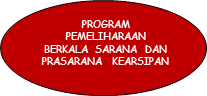 PROGRAM
PEMELIHARAAN
BERKALA SARANA DAN
PRASARANA KEARSIPAN